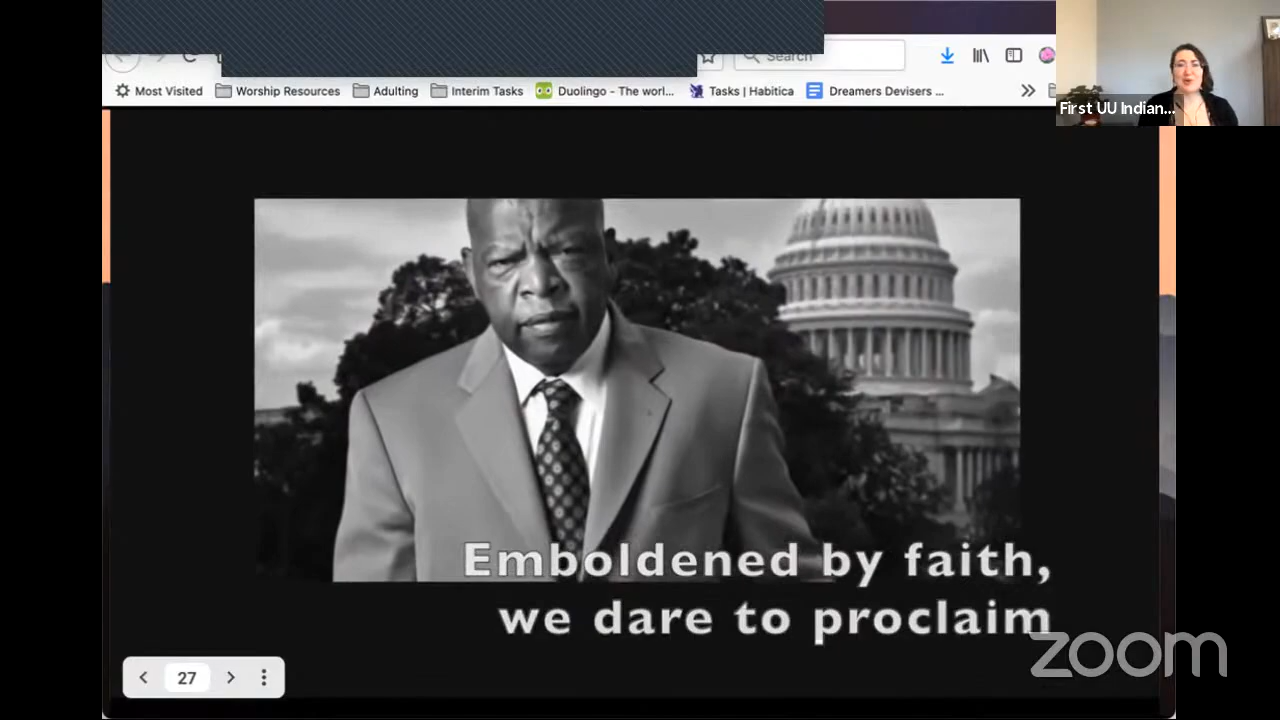 Search
Most Visited Worship Resources Adulting Interim Tasks Duolingo - The worl... Tasks | Habitica Dreamers Devisers ...
First UU Indian...
Emboldened by faith,
we dare to proclaim
zoom
27